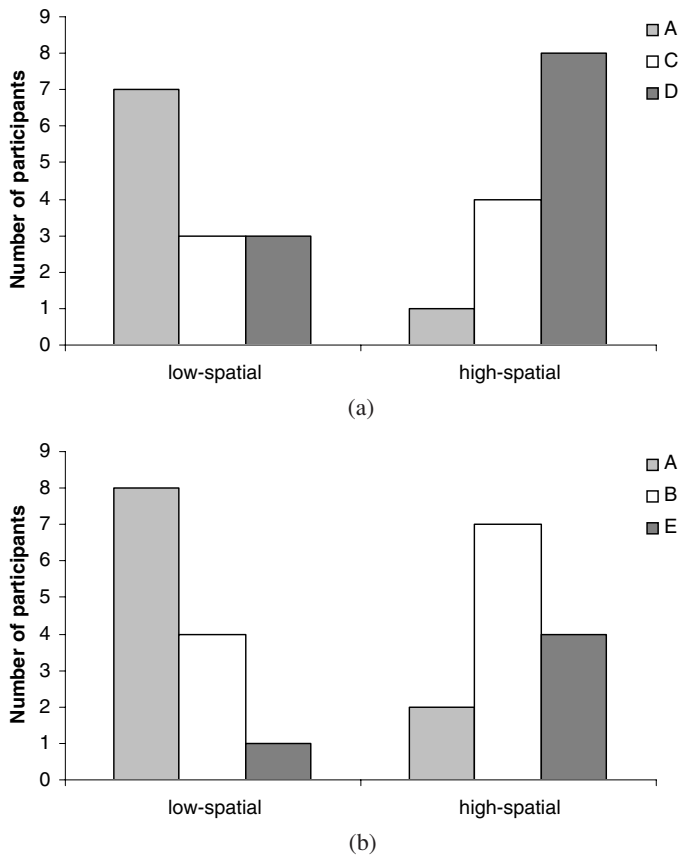 9
8
7
6
5
4
3
2
1
0
Number of participants
low-spatial
high-spatial
A
C
D
(a)
9
8
7
6
5
4
3
2
1
0
Number of participants
low-spatial
high-spatial
A
B
E
(b)